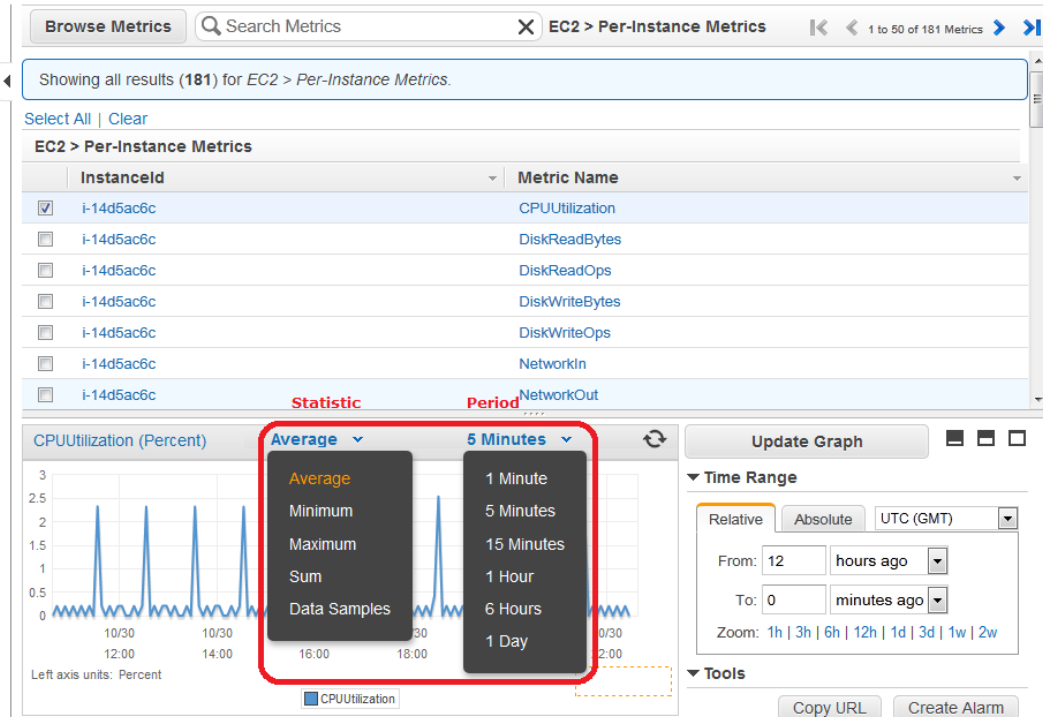 Browse Metrics Search Metrics EC2 > Per-Instance Metrics 1 to 50 of 181 Metrics
Showing all results (181) for EC2 > Per-Instance Metrics.
Select All | Clear
EC2 > Per-Instance Metrics
InstanceId Metric Name
i-14d5ac6c CPUUtilization
i-14d5ac6c DiskReadBytes
i-14d5ac6c DiskReadOps
i-14d5ac6c DiskWriteBytes
i-14d5ac6c DiskWriteOps
i-14d5ac6c NetworkIn
i-14d5ac6c NetworkOut
Statistic Period
CPUUtilization (Percent) Average 5 Minutes
Average
Minimum
Maximum
Sum
Data Samples
1 Minute
5 Minutes
15 Minutes
1 Hour
6 Hours
1 Day
3
2.5
2
1.5
1
0.5
0
10/30 10/30 30 0/30
12:00 14:00 16:00 18:00 2:00
Left axis units: Percent
CPUUtilization
Update Graph
Time Range
Relative Absolute UTC (GMT)
From: 12 hours ago
To: 0 minutes ago
Zoom: 1h | 3h | 6h | 12h | 1d | 3d | 1w | 2w
Tools
Copy URL Create Alarm